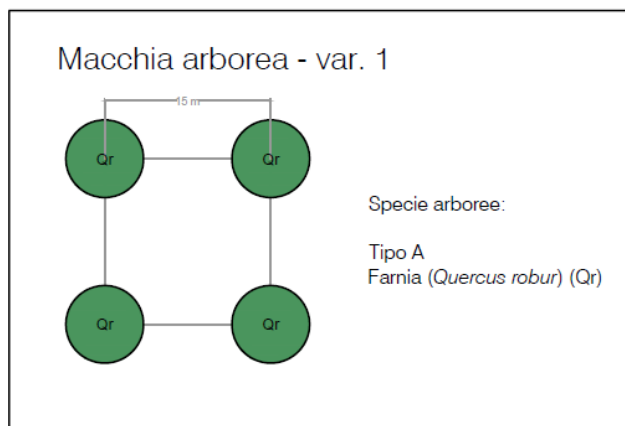 Macchia arborea - var. 1
15 m
Qr
Qr
Specie arboree:
Tipo A
Farnia (Quercus robur) (Qr)
Qr
Qr